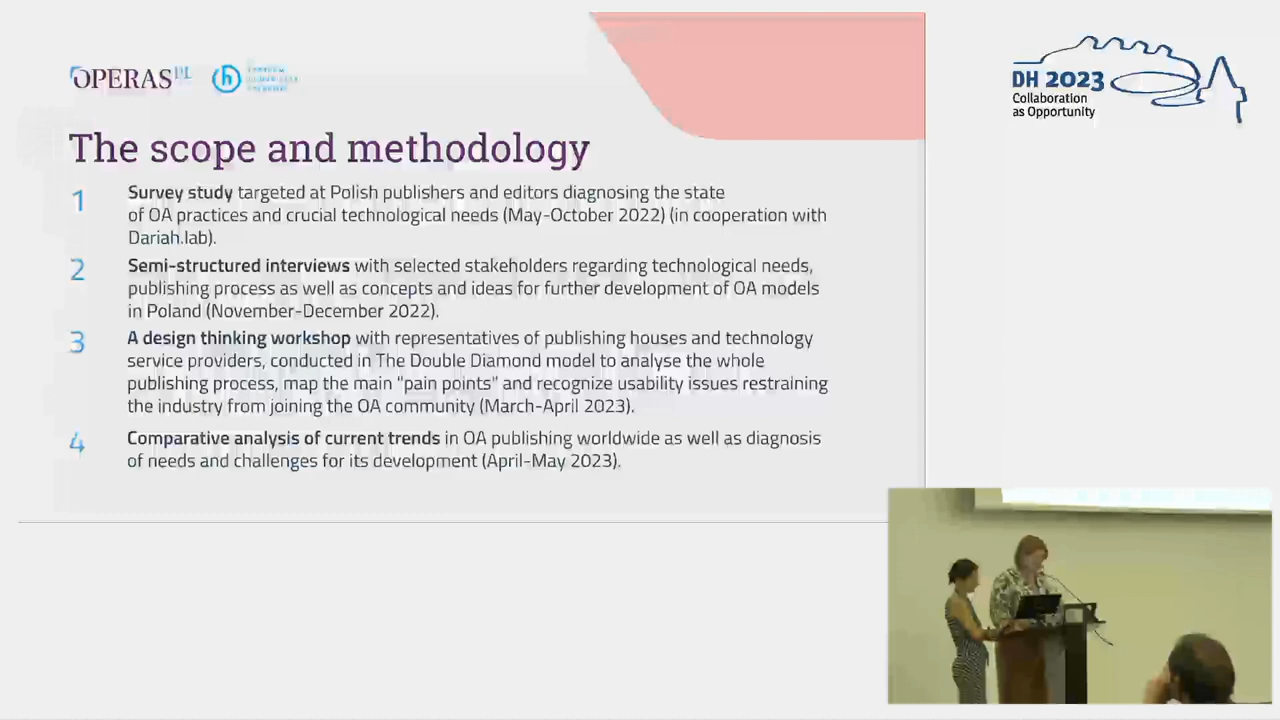 OPERAS PL
The scope and methodology
1
Survey study targeted at Polish publishers and editors diagnosing the state
of OA practices and crucial technological needs (May-October 2022) (in cooperation with
Dariah.lab).
2
Semi-structured interviews with selected stakeholders regarding technological needs,
publishing process as well as concepts and ideas for further development of OA models
in Poland (November-December 2022).
3
A design thinking workshop with representatives of publishing houses and technology
service providers, conducted in The Double Diamond model to analyse the whole
publishing process, map the main "pain points" and recognize usability issues restraining
the industry from joining the OA community (March-April 2023).
4
Comparative analysis of current trends in OA publishing worldwide as well as diagnosis
of needs and challenges for its development (April-May 2023).
DH 2023
Collaboration
as Opportunity